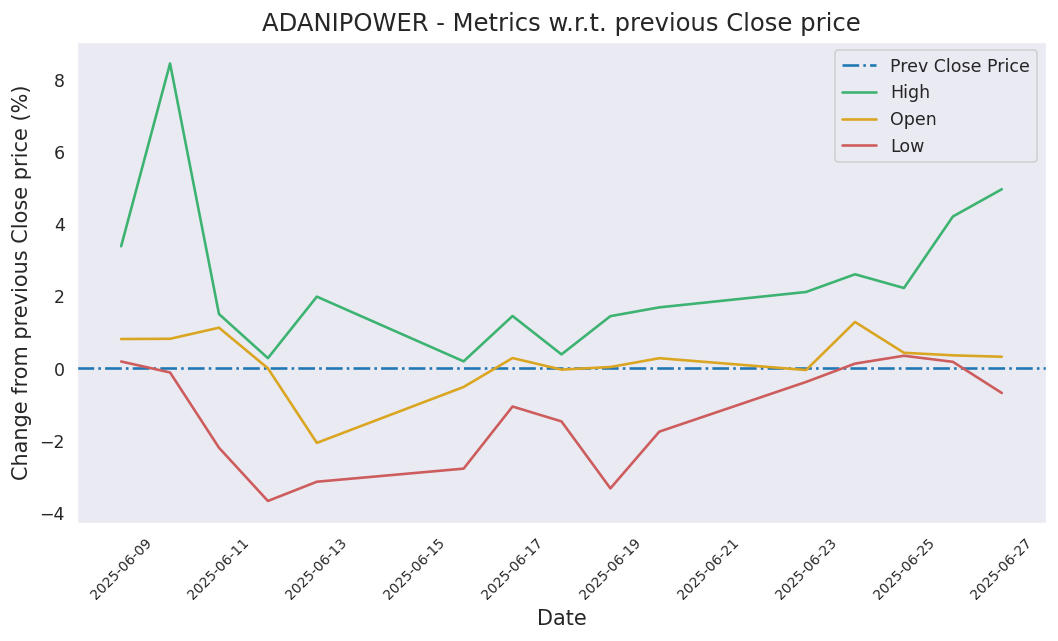 ADANIPOWER - Metrics w.r.t. previous Close price
Prev Close Price
High
Open
Low
Change from previous Close price (%)
8
6
4
2
0
−2
−4
2025-06-09
2025-06-11
2025-06-13
2025-06-15
2025-06-17
2025-06-19
2025-06-21
2025-06-23
2025-06-25
2025-06-27
Date